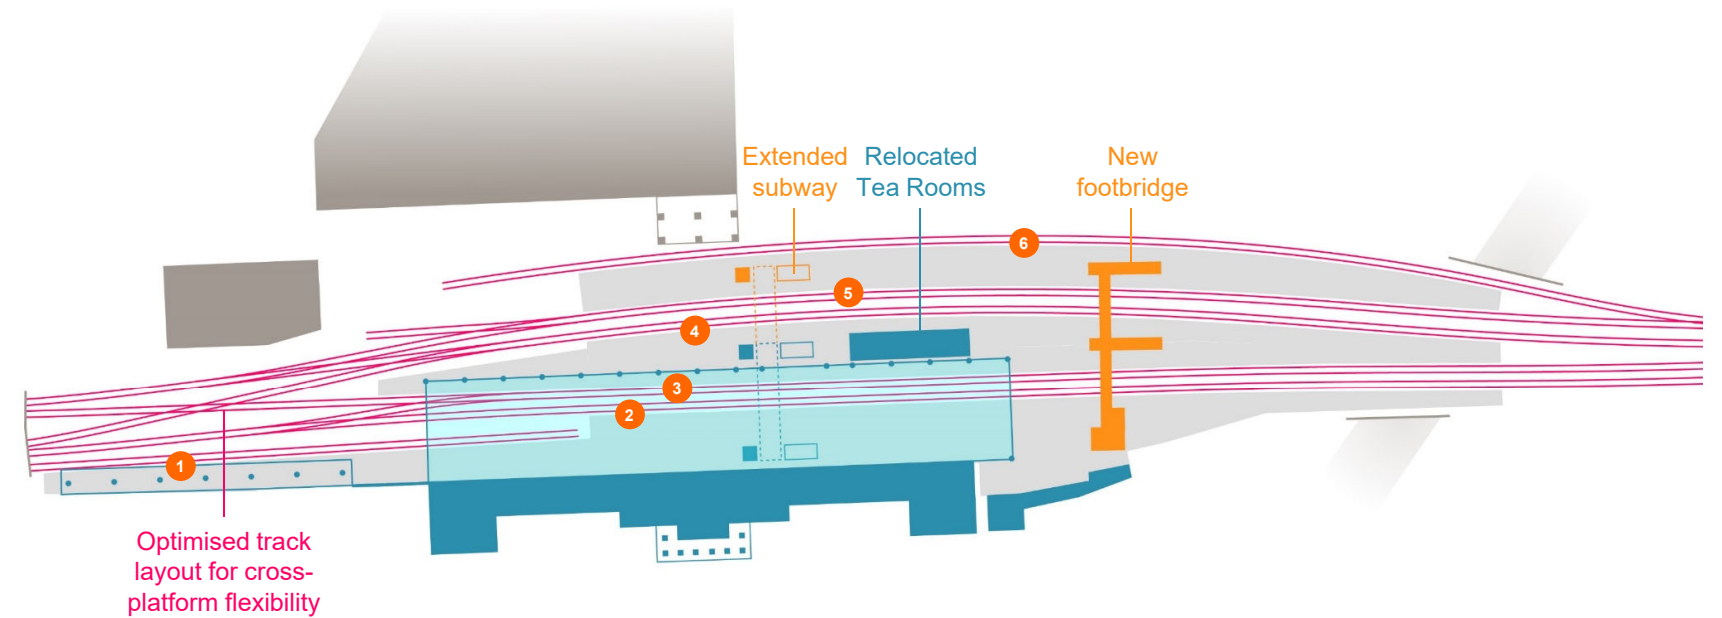 Extended
subway
Relocated
Tea Rooms
New
footbridge
6
5
4
3
2
1
Optimised track
layout for cross-
platform flexibility